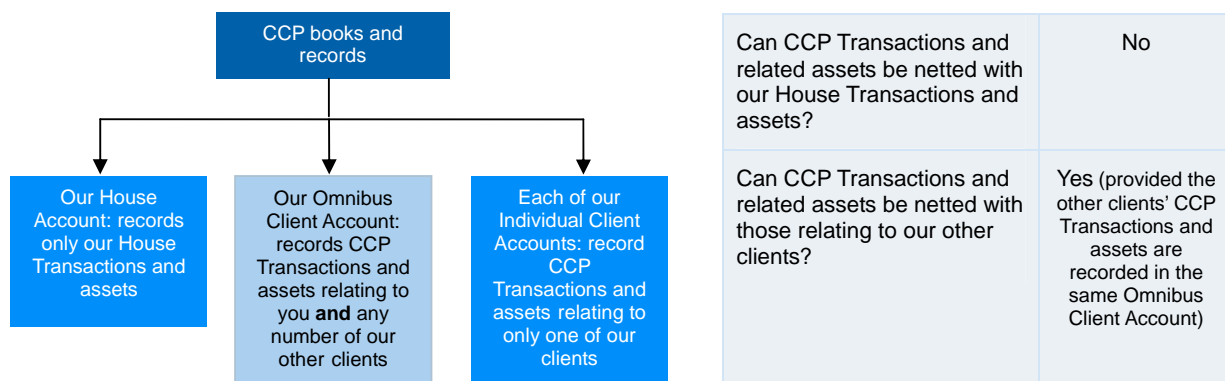 CCP books and
records
Our House
Account: records
only our House
Transactions and
assets
Our Omnibus
Client Account:
records CCP
Transactions and
assets relating to
you and any
number of our
other clients
Each of our
Individual Client
Accounts: record
CCP
Transactions and
assets relating to
only one of our
clients
Can CCP Transactions and
related assets be netted with
our House Transactions and
assets?
No
Can CCP Transactions and
related assets be netted with
those relating to our other
clients?
Yes (provided the
other clients’ CCP
Transactions and
assets are
recorded in the
same Omnibus
Client Account)